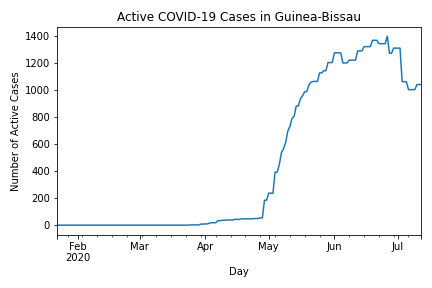 Active COVID-19 Cases in Guinea-Bissau
Number of Active Cases
1400
1200
1000
800
600
400
200
0
Feb Mar Apr May Jun Jul
2020
Day